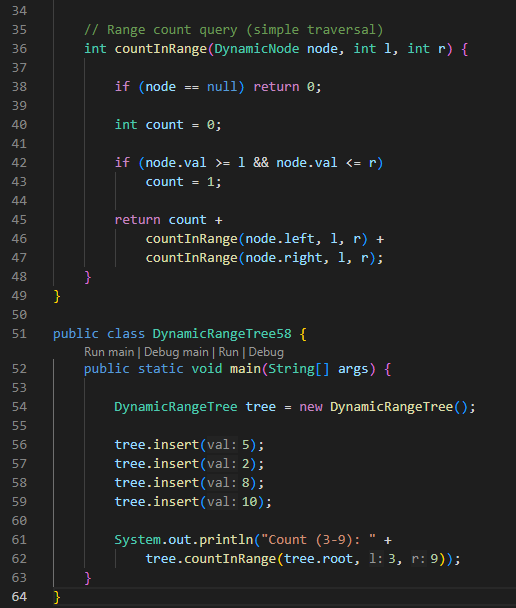 34
35 // Range count query (simple traversal)
36 int countInRange(DynamicNode node, int l, int r) {
37
38 if (node == null) return 0;
39
40 int count = 0;
41
42 if (node.val >= l && node.val <= r)
43 count = 1;
44
45 return count +
46 countInRange(node.left, l, r) +
47 countInRange(node.right, l, r);
48 }
49 }
50
51 public class DynamicRangeTree58 {
Run main | Debug main | Run | Debug
52 public static void main(String[] args) {
53
54 DynamicRangeTree tree = new DynamicRangeTree();
55
56 tree.insert(val: 5);
57 tree.insert(val: 2);
58 tree.insert(val: 8);
59 tree.insert(val: 10);
60
61 System.out.println("Count (3-9): " +
62 tree.countInRange(tree.root, l: 3, r: 9));
63 }
64 }